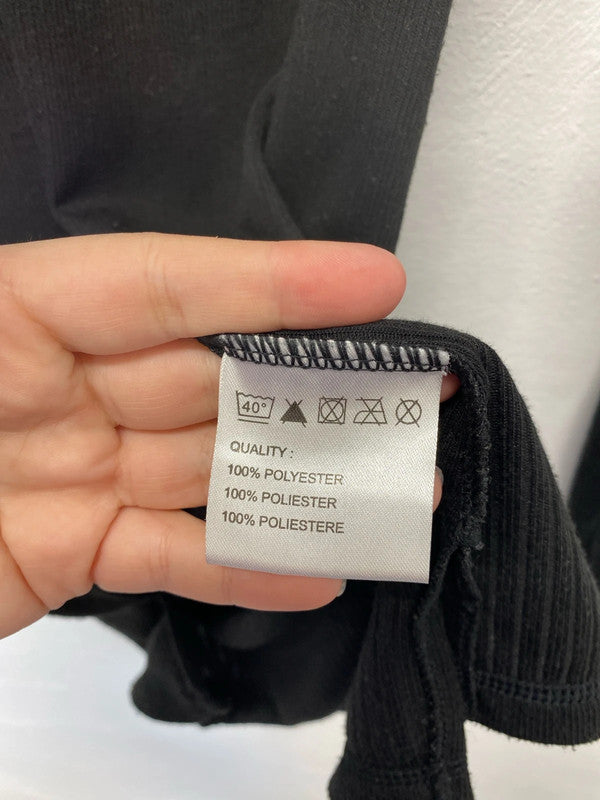 40°
QUALITY :
100% POLYESTER
100% POLIESTER
100% POLIESTERE